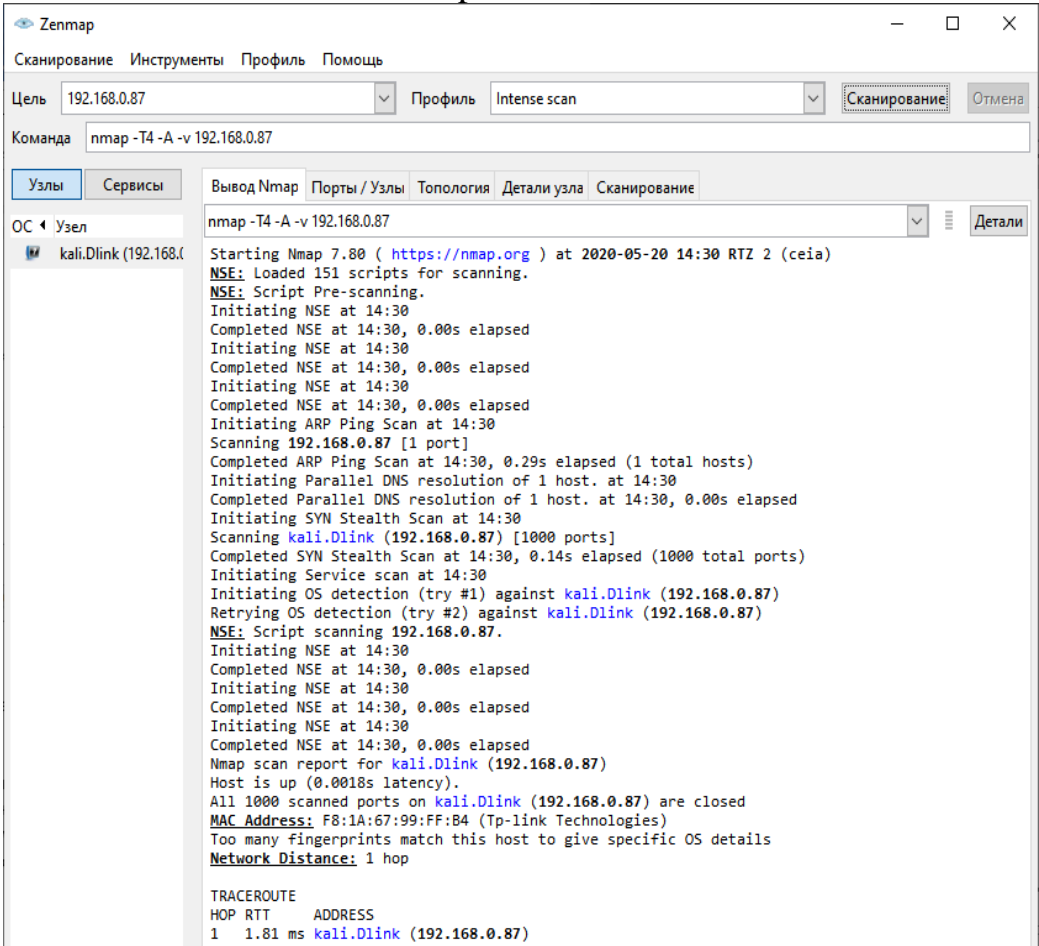 Zenmap
Сканирование Инструменты Профиль Помощь
Цель 192.168.0.87 Профиль Intense scan Сканирование Отмена
Команда nmap -T4 -A -v 192.168.0.87
Узлы Сервисы Вывод Nmap Порты / Узлы Топология Детали узла Сканирование
ОС Узел nmap -T4 -A -v 192.168.0.87 Детали
kali.Dlink (192.168.0
Starting Nmap 7.80 ( https://nmap.org ) at 2020-05-20 14:30 RTZ 2 (ceia)
NSE: Loaded 151 scripts for scanning.
NSE: Script Pre-scanning.
Initiating NSE at 14:30
Completed NSE at 14:30, 0.00s elapsed
Initiating NSE at 14:30
Completed NSE at 14:30, 0.00s elapsed
Initiating NSE at 14:30
Completed NSE at 14:30, 0.00s elapsed
Initiating ARP Ping Scan at 14:30
Scanning 192.168.0.87 [1 port]
Completed ARP Ping Scan at 14:30, 0.29s elapsed (1 total hosts)
Initiating Parallel DNS resolution of 1 host. at 14:30
Completed Parallel DNS resolution of 1 host. at 14:30, 0.00s elapsed
Initiating SYN Stealth Scan at 14:30
Scanning kali.Dlink (192.168.0.87) [1000 ports]
Completed SYN Stealth Scan at 14:30, 0.14s elapsed (1000 total ports)
Initiating Service scan at 14:30
Initiating OS detection (try #1) against kali.Dlink (192.168.0.87)
Retrying OS detection (try #2) against kali.Dlink (192.168.0.87)
NSE: Script scanning 192.168.0.87.
Initiating NSE at 14:30
Completed NSE at 14:30, 0.00s elapsed
Initiating NSE at 14:30
Completed NSE at 14:30, 0.00s elapsed
Initiating NSE at 14:30
Completed NSE at 14:30, 0.00s elapsed
Nmap scan report for kali.Dlink (192.168.0.87)
Host is up (0.0018s latency).
All 1000 scanned ports on kali.Dlink (192.168.0.87) are closed
MAC Address: F8:1A:67:99:FF:B4 (Tp-link Technologies)
Too many fingerprints match this host to give specific OS details
Network Distance: 1 hop
TRACEROUTE
HOP RTT ADDRESS
1 1.81 ms kali.Dlink (192.168.0.87)